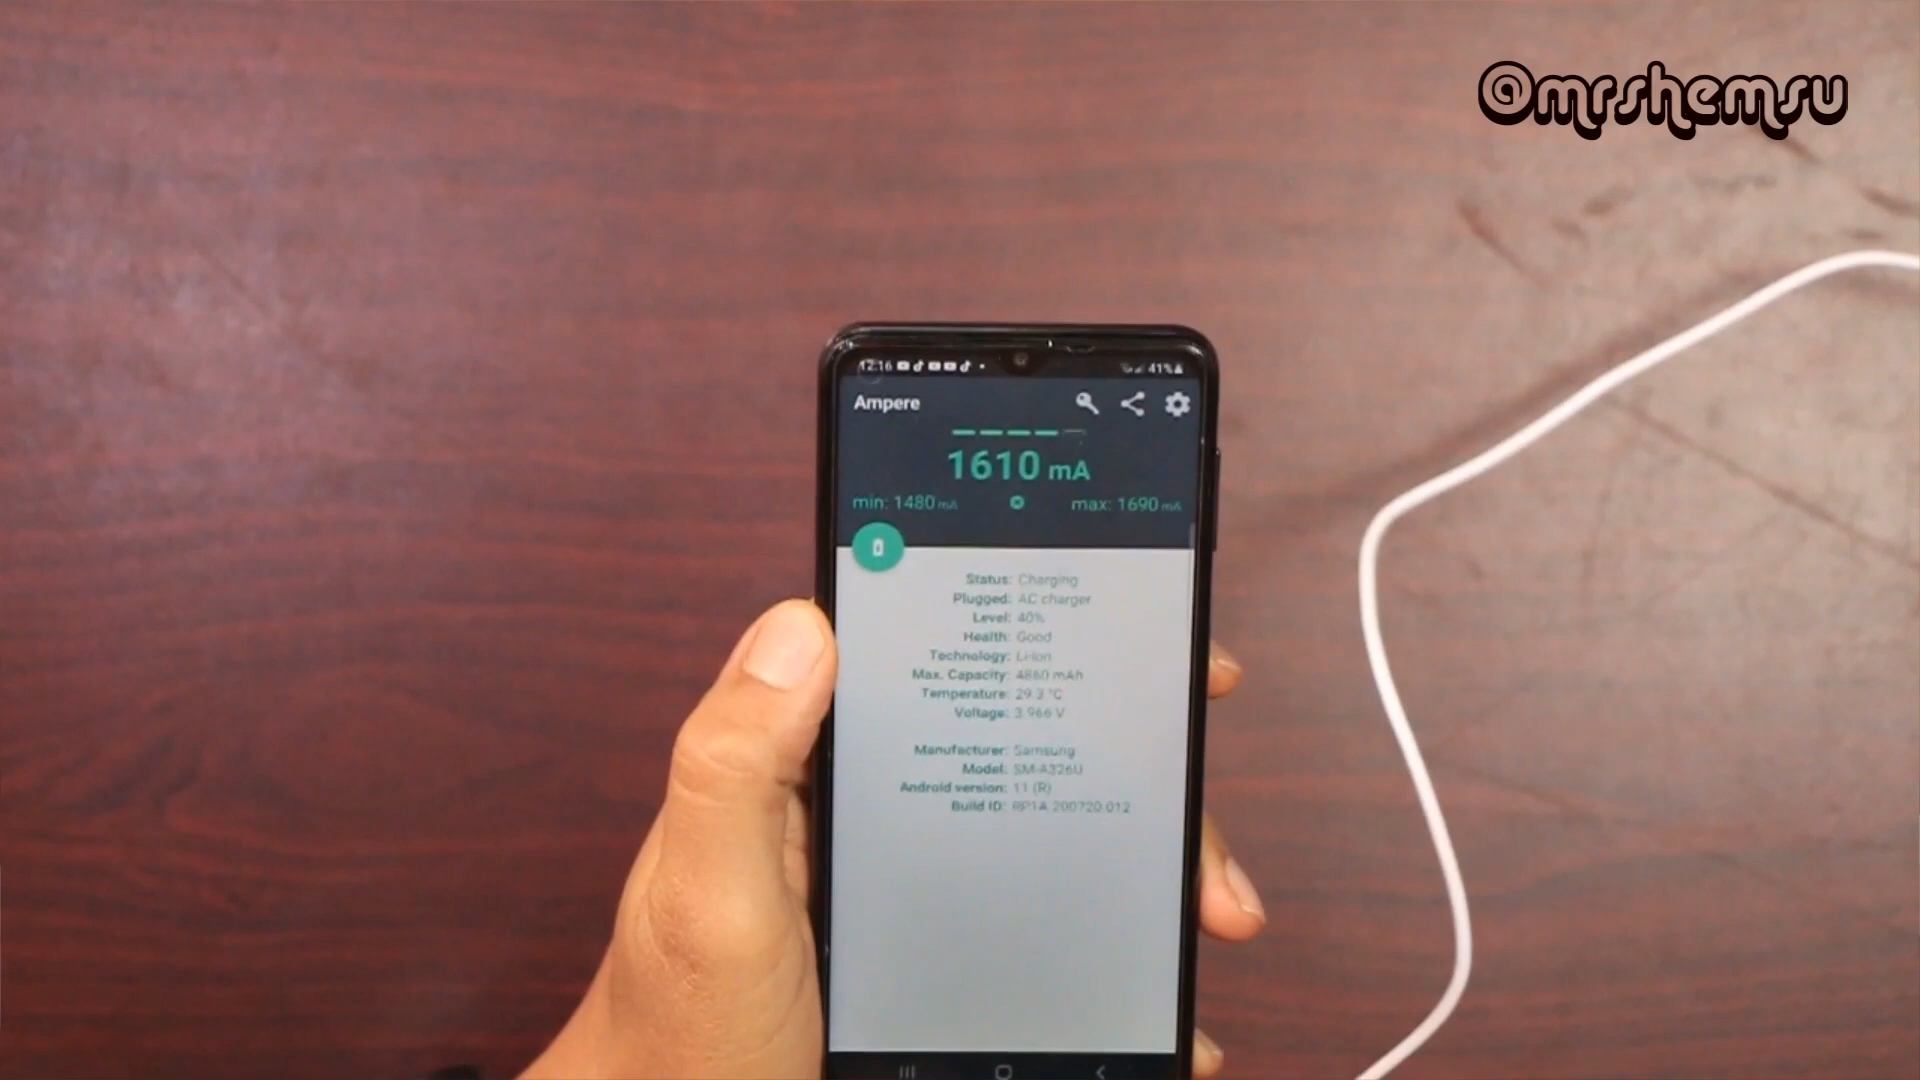 @mrshemsu
12:16 41%
Ampere
1610 mA
min: 1480 mA max: 1690 mA
Status: Charging
Plugged: AC charger
Level: 40%
Health: Good
Technology: Li-ion
Max. Capacity: 4860 mAh
Temperature: 29.3 °C
Voltage: 3.966 V
Manufacturer: Samsung
Model: SM-A326U
Android version: 11 (R)
Build ID: RP1A.200720.012